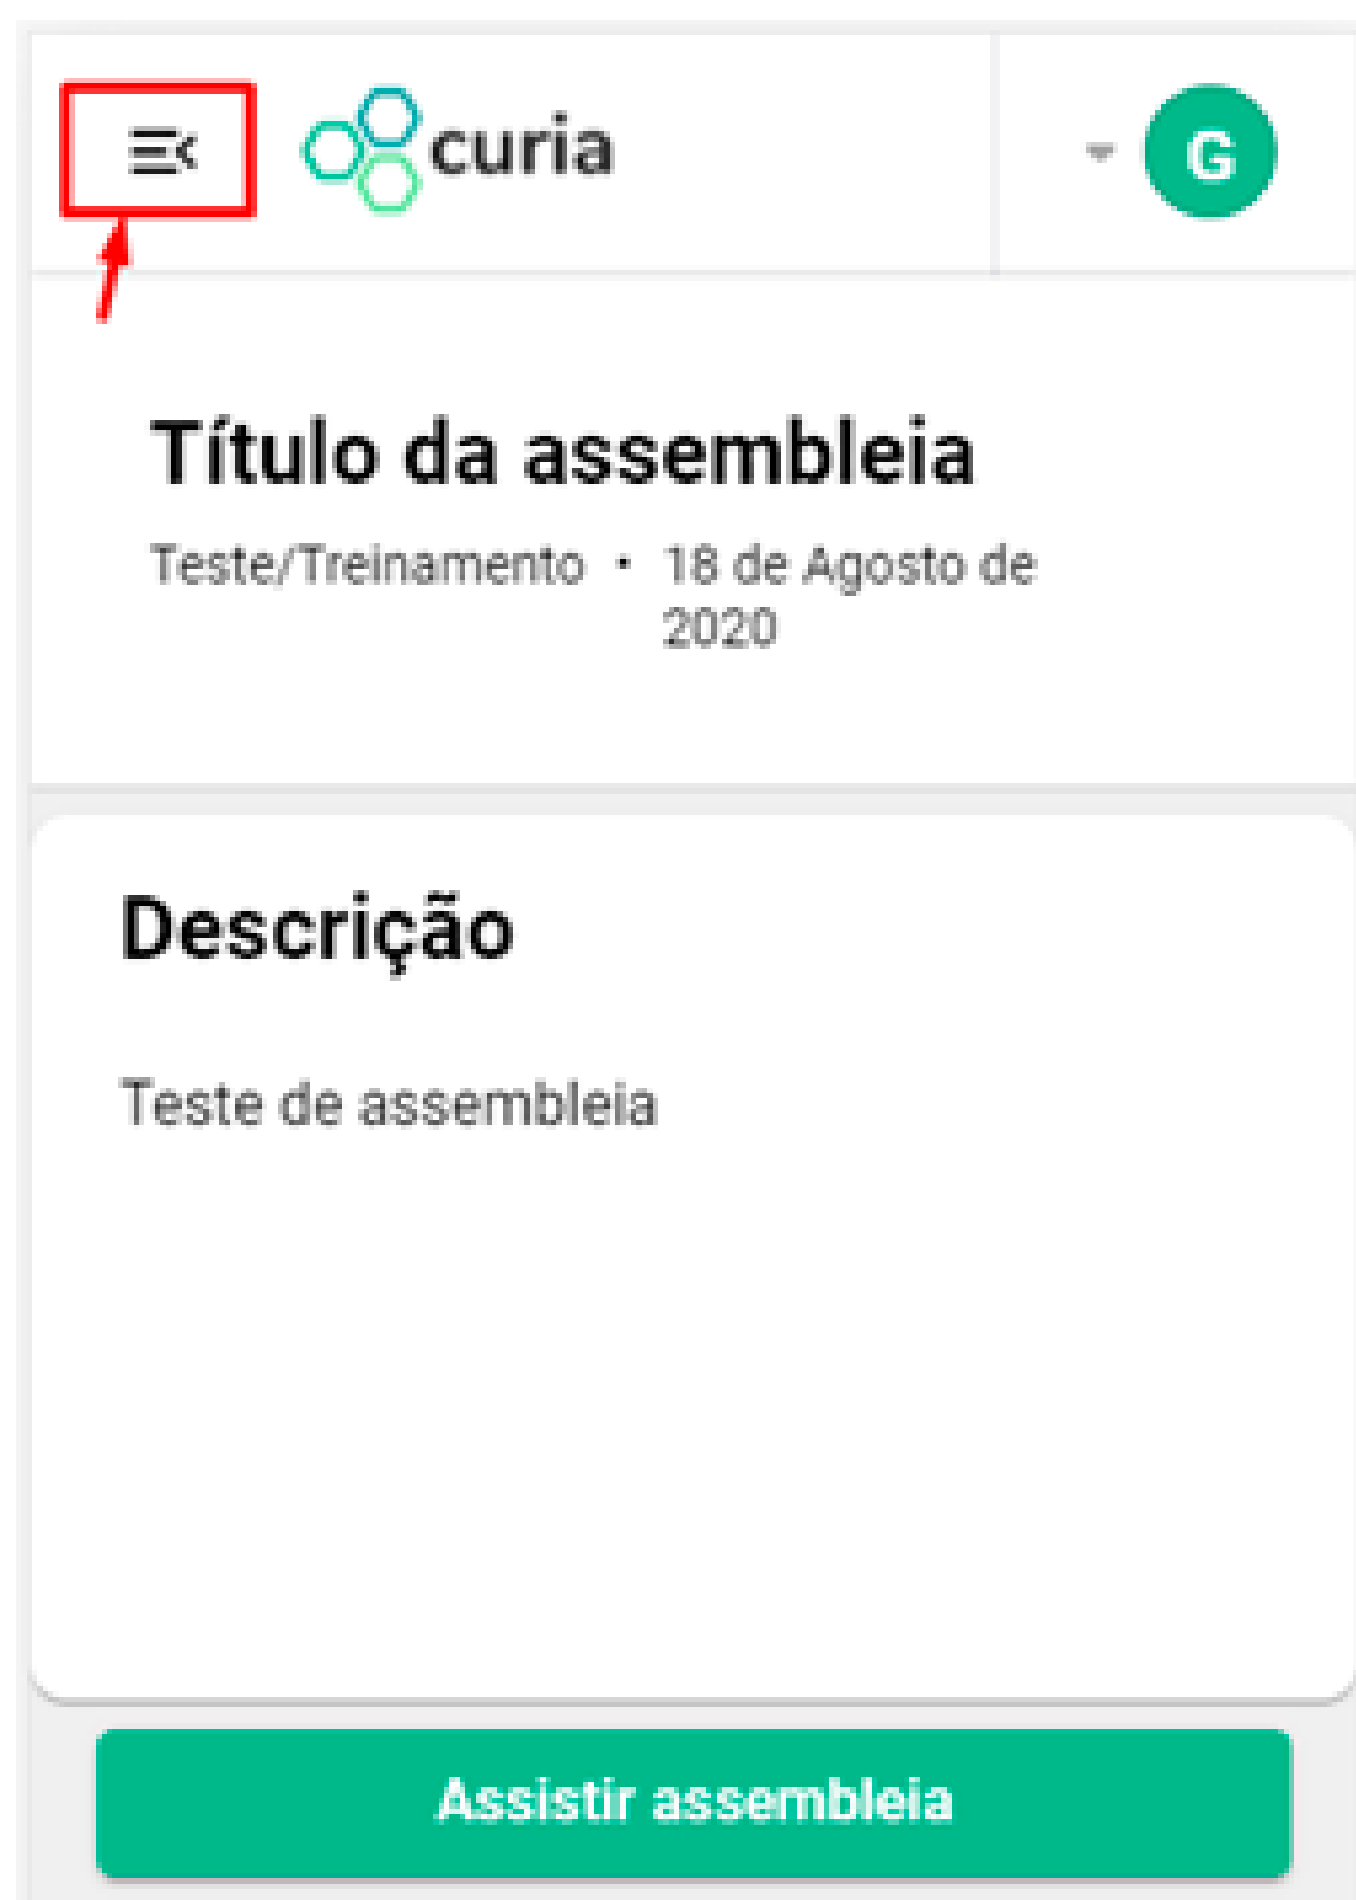 curia
G
Título da assembleia
Teste/Treinamento • 18 de Agosto de
2020
Descrição
Teste de assembleia
Assistir assembleia